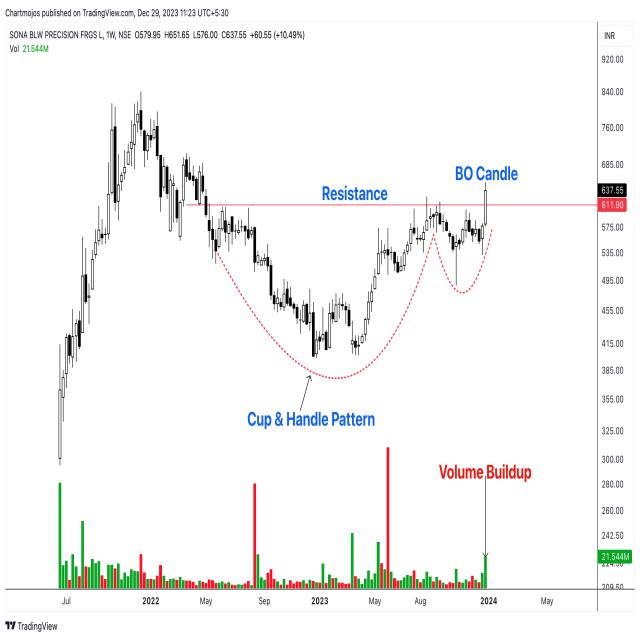 Chartmojos published on TradingView.com, Dec 29, 2023 11:23 UTC+5:30
SONA BLW PRECISION FRGS L, 1W, NSE O579.95 H651.65 L576.00 C637.55 +60.55 (+10.49%)
INR
Vol 21.544M
920.00
840.00
760.00
685.00
BO Candle
637.55
Resistance
611.90
575.00
535.00
495.00
455.00
415.00
385.00
355.00
Cup & Handle Pattern
325.00
300.00
Volume Buildup
280.00
260.00
242.50
21.544M
209.50
Jul 2022 May Sep 2023 May Aug 2024 May
TradingView